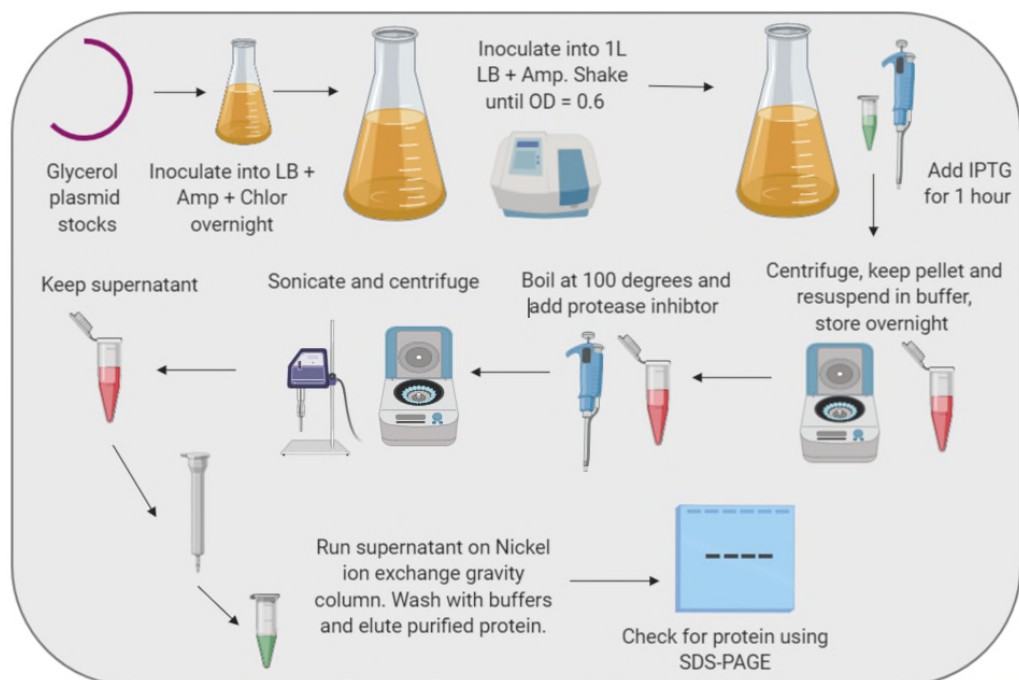 Glycerol
plasmid
stocks
Inoculate into LB +
Amp + Chlor
overnight
Inoculate into 1L
LB + Amp. Shake
until OD = 0.6
Add IPTG
for 1 hour
Centrifuge, keep pellet and
resuspend in buffer,
store overnight
Boil at 100 degrees and
add protease inhibtor
Sonicate and centrifuge
Keep supernatant
Run supernatant on Nickel
ion exchange gravity
column. Wash with buffers
and elute purified protein.
Check for protein using
SDS-PAGE